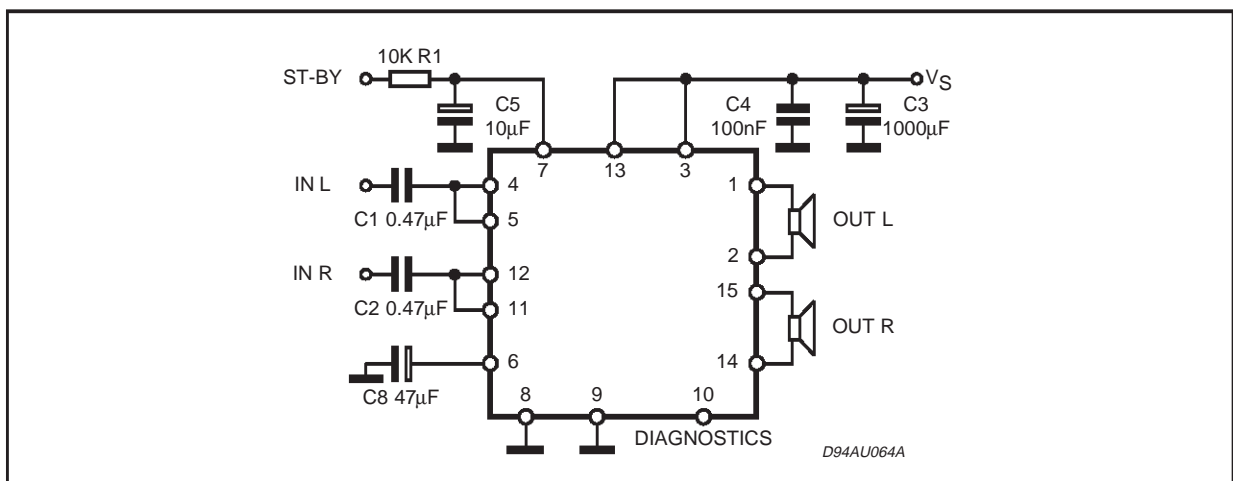 10K R1
ST-BY
C5
10µF
C4
100nF
VS
C3
1000µF
7
13
3
IN L
C1 0.47µF
4
5
1
2
OUT L
IN R
C2 0.47µF
12
11
15
14
OUT R
6
C8 47µF
8
9
10
DIAGNOSTICS
D94AU064A